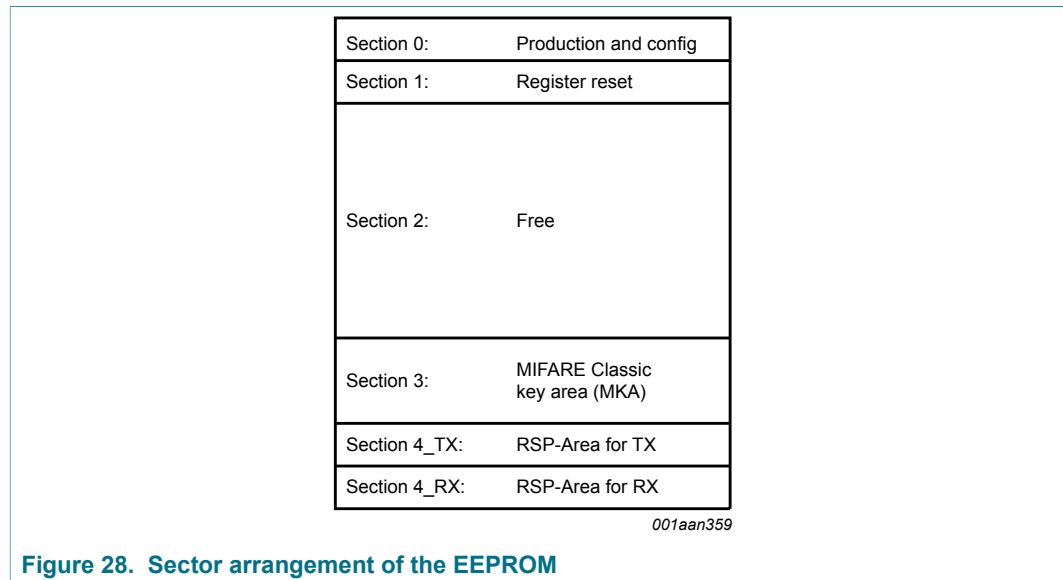 Section 0: Production and config
Section 1: Register reset
Section 2: Free
Section 3: MIFARE Classic
key area (MKA)
Section 4_TX: RSP-Area for TX
Section 4_RX: RSP-Area for RX
001aan359
Figure 28. Sector arrangement of the EEPROM